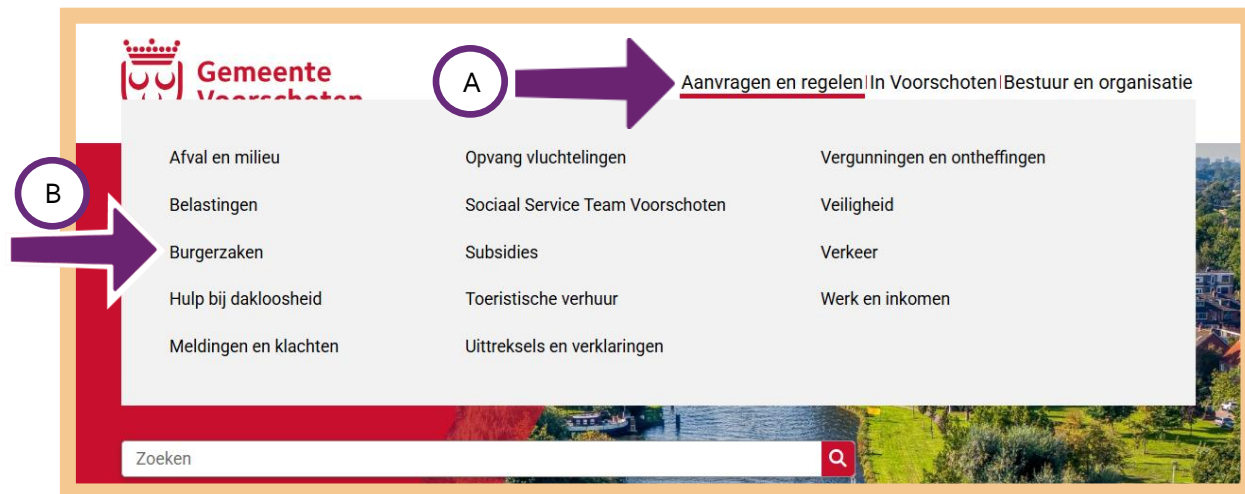 Gemeente
Voorschoten
A
Aanvragen en regelen
In Voorschoten
Bestuur en organisatie
B
Afval en milieu
Belastingen
Burgerzaken
Hulp bij dakloosheid
Meldingen en klachten
Opvang vluchtelingen
Sociaal Service Team Voorschoten
Subsidies
Toeristische verhuur
Uittreksels en verklaringen
Vergunningen en ontheffingen
Veiligheid
Verkeer
Werk en inkomen
Zoeken